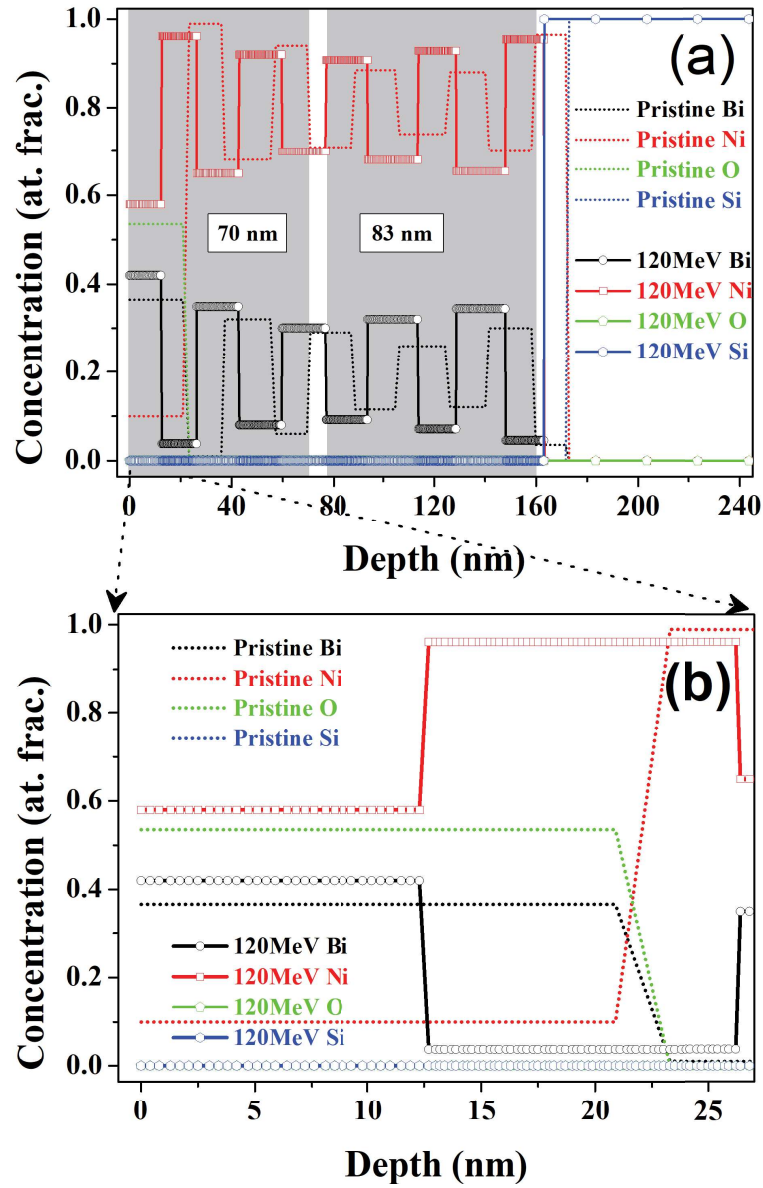 (a)
1.0
0.8
0.6
0.4
0.2
0.0
Concentration (at. frac.)
Pristine Bi
Pristine Ni
Pristine O
Pristine Si
70 nm
83 nm
120MeV Bi
120MeV Ni
120MeV O
120MeV Si
0 40 80 120 160 200 240
Depth (nm)
(b)
1.0
0.8
0.6
0.4
0.2
0.0
Concentration (at. frac.)
Pristine Bi
Pristine Ni
Pristine O
Pristine Si
120MeV Bi
120MeV Ni
120MeV O
120MeV Si
0 5 10 15 20 25
Depth (nm)